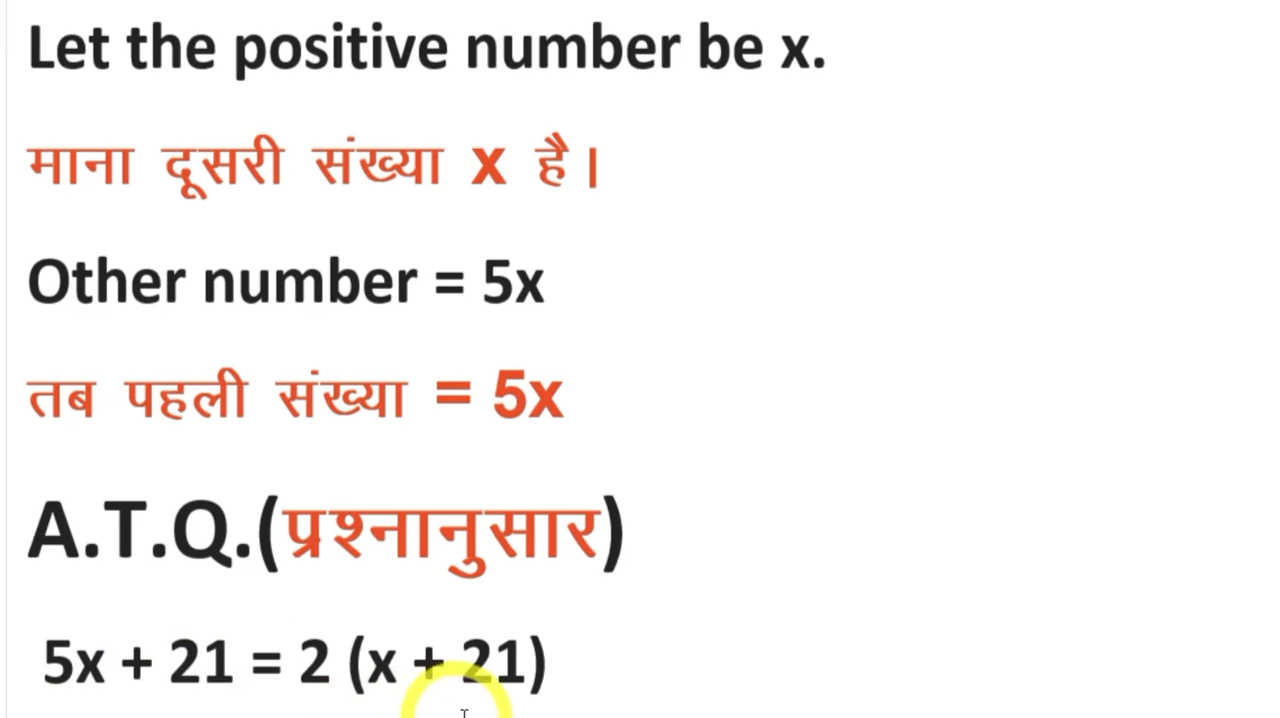 Let the positive number be x.
माना दूसरी संख्या x है।
Other number = 5x
तब पहली संख्या = 5x
A.T.Q.(प्रश्नानुसार)
5x + 21 = 2 (x + 21)